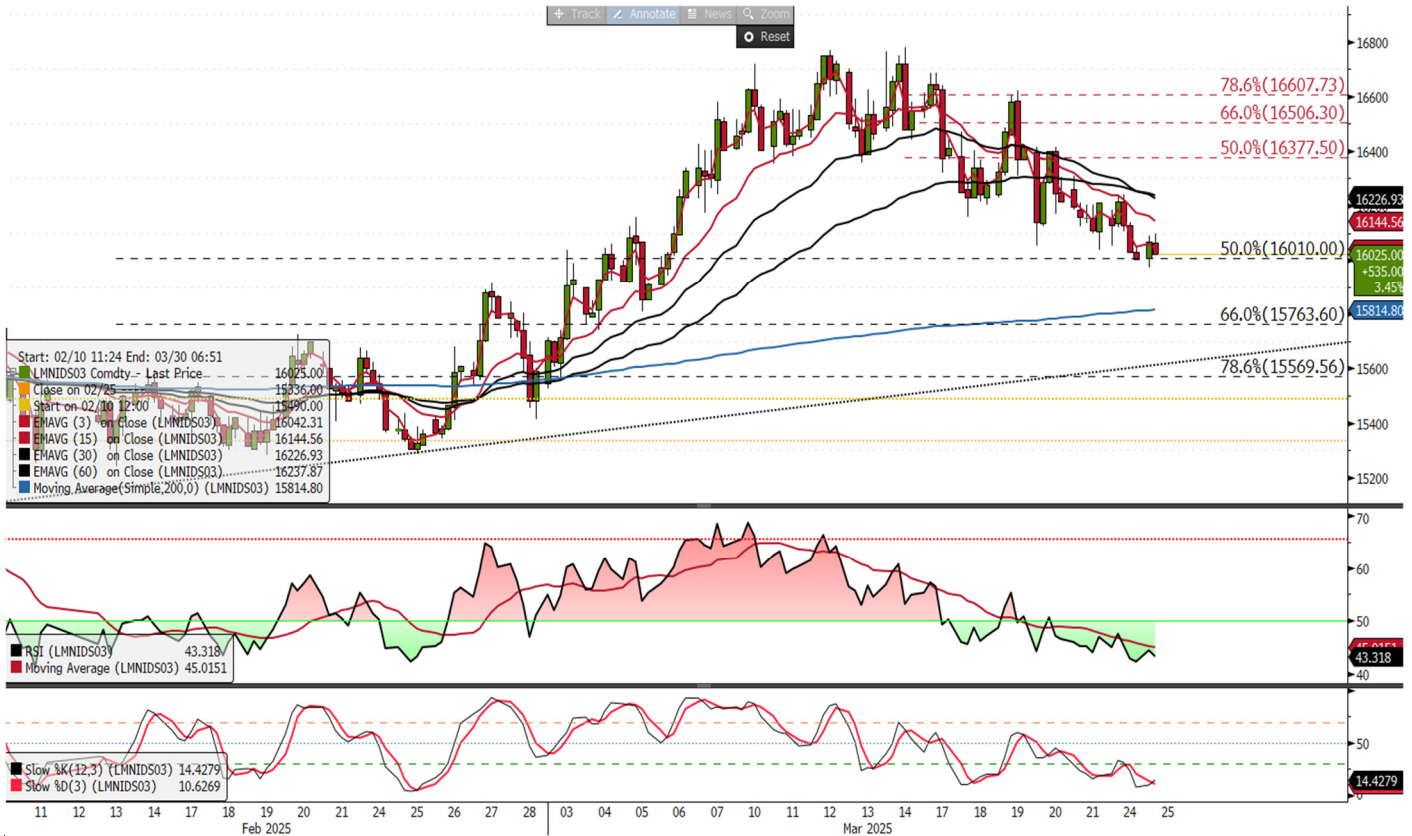 Track Annotate News Zoom
Reset
16800
78.6%(16607.73)
16600
66.0%(16506.30)
50.0%(16377.50)
16400
16226.93
16144.56
50.0%(16010.00)
16025.00
+535.00
3.45%
66.0%(15763.60)
15814.80
78.6%(15569.56)
15600
15400
15200
Start: 02/10 11:24 End: 03/30 06:51
LMNIDS03 Comdty - Last Price 16025.00
Close on 02/25 15336.00
Start on 02/10 12:00 15490.00
EMAVG (3) on Close (LMNIDS03) 16042.31
EMAVG (15) on Close (LMNIDS03) 16144.56
EMAVG (30) on Close (LMNIDS03) 16226.93
EMAVG (60) on Close (LMNIDS03) 16237.87
Moving Average(Simple,200,0) (LMNIDS03) 15814.80
70
60
50
45.0151
43.318
40
RSI (LMNIDS03) 43.318
Moving Average (LMNIDS03) 45.0151
50
14.4279
0
Slow %K(12,3) (LMNIDS03) 14.4279
Slow %D(3) (LMNIDS03) 10.6269
11 12 13 14 17 18 19 20 21 24 25 26 27 28 03 04 05 06 07 10 11 12 13 14 17 18 19 20 21 24 25
Feb 2025 Mar 2025